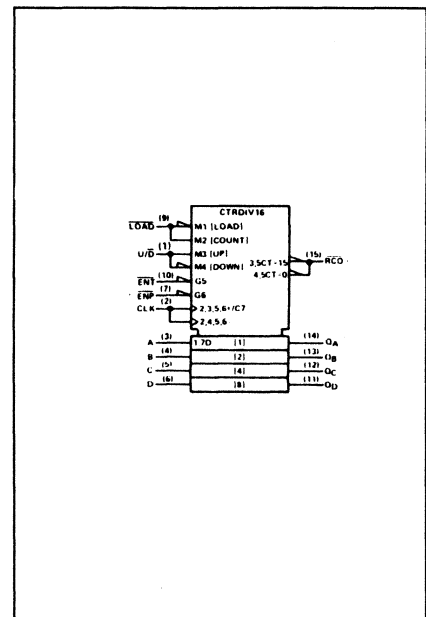 CTRDIV16
LOAD (9) M1 [LOAD]
M2 [COUNT]
U/D (1) M3 [UP] 3,5CT=15 (15) RCO
M4 [DOWN] 4,5CT=0
ENT (10) G5
ENP (7) G6
CLK (2) 2,3,5,6+/C7
2,4,5,6
A (3) 1.7D [1] (14) QA
B (4) [2] (13) QB
C (5) [4] (12) QC
D (6) [8] (11) QD